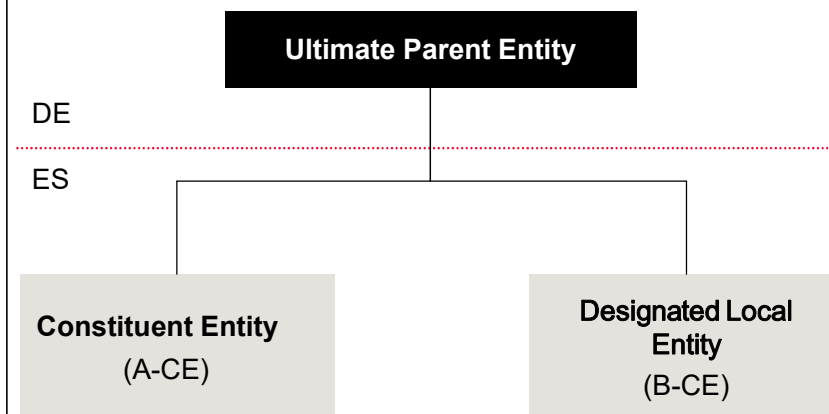 Ultimate Parent Entity
DE
ES
Constituent Entity
(A-CE)
Designated Local
Entity
(B-CE)